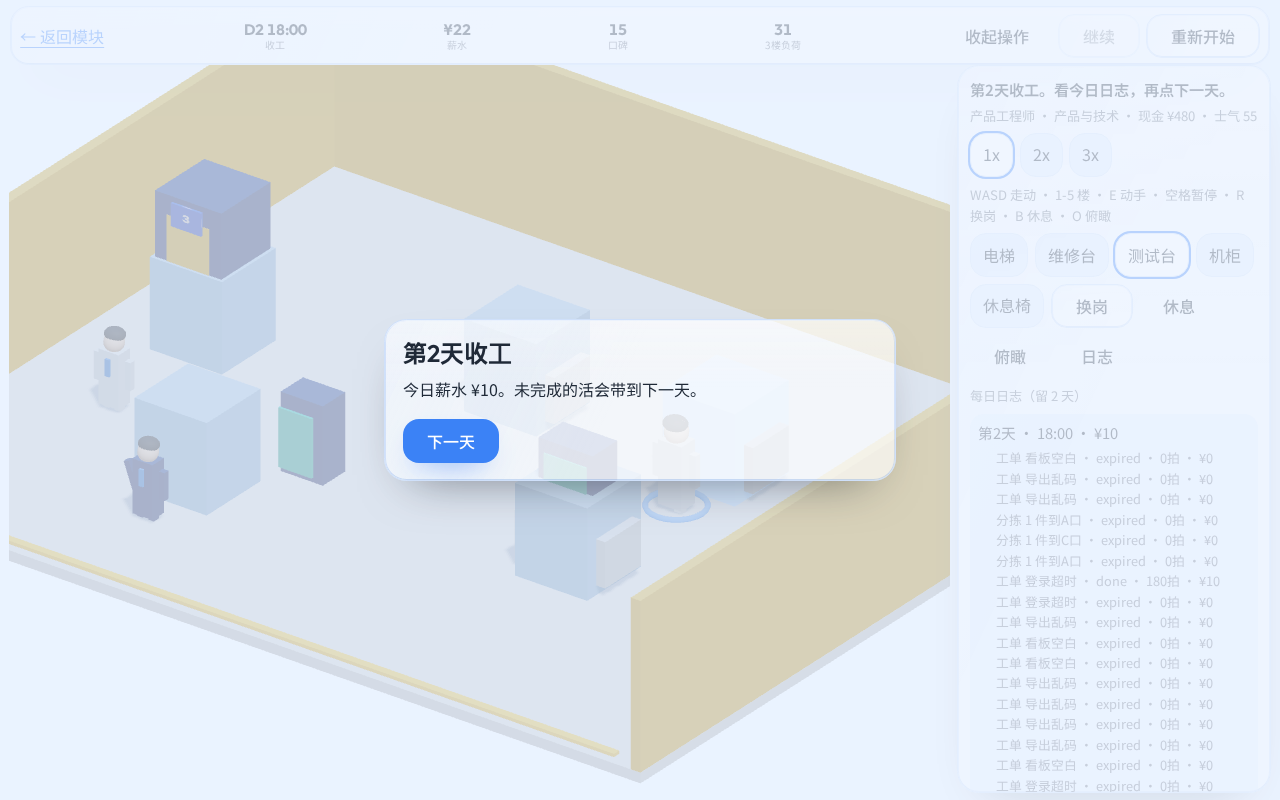 ← 返回模块
D2 18:00
收工
¥22
薪水
15
口碑
31
3楼负荷
收起操作
继续
重新开始
第2天收工。看今日日志，再点下一天。
产品工程师 · 产品与技术 · 现金 ¥480 · 士气 55
1x
2x
3x
WASD 走动 · 1-5 楼 · E 动手 · 空格暂停 · R
换岗 · B 休息 · O 俯瞰
电梯
维修台
测试台
机柜
休息椅
换岗
休息
俯瞰
日志
每日日志（留 2 天）
第2天 · 18:00 · ¥10
工单 看板空白 · expired · 0拍 · ¥0
工单 导出乱码 · expired · 0拍 · ¥0
工单 导出乱码 · expired · 0拍 · ¥0
分拣 1 件到A口 · expired · 0拍 · ¥0
分拣 1 件到C口 · expired · 0拍 · ¥0
分拣 1 件到A口 · expired · 0拍 · ¥0
工单 登录超时 · done · 180拍 · ¥10
工单 登录超时 · expired · 0拍 · ¥0
工单 导出乱码 · expired · 0拍 · ¥0
工单 看板空白 · expired · 0拍 · ¥0
工单 看板空白 · expired · 0拍 · ¥0
工单 导出乱码 · expired · 0拍 · ¥0
工单 导出乱码 · expired · 0拍 · ¥0
工单 导出乱码 · expired · 0拍 · ¥0
工单 导出乱码 · expired · 0拍 · ¥0
工单 看板空白 · expired · 0拍 · ¥0
工单 登录超时 · expired · 0拍 · ¥0
3
第2天收工
今日薪水 ¥10。未完成的活会带到下一天。
下一天